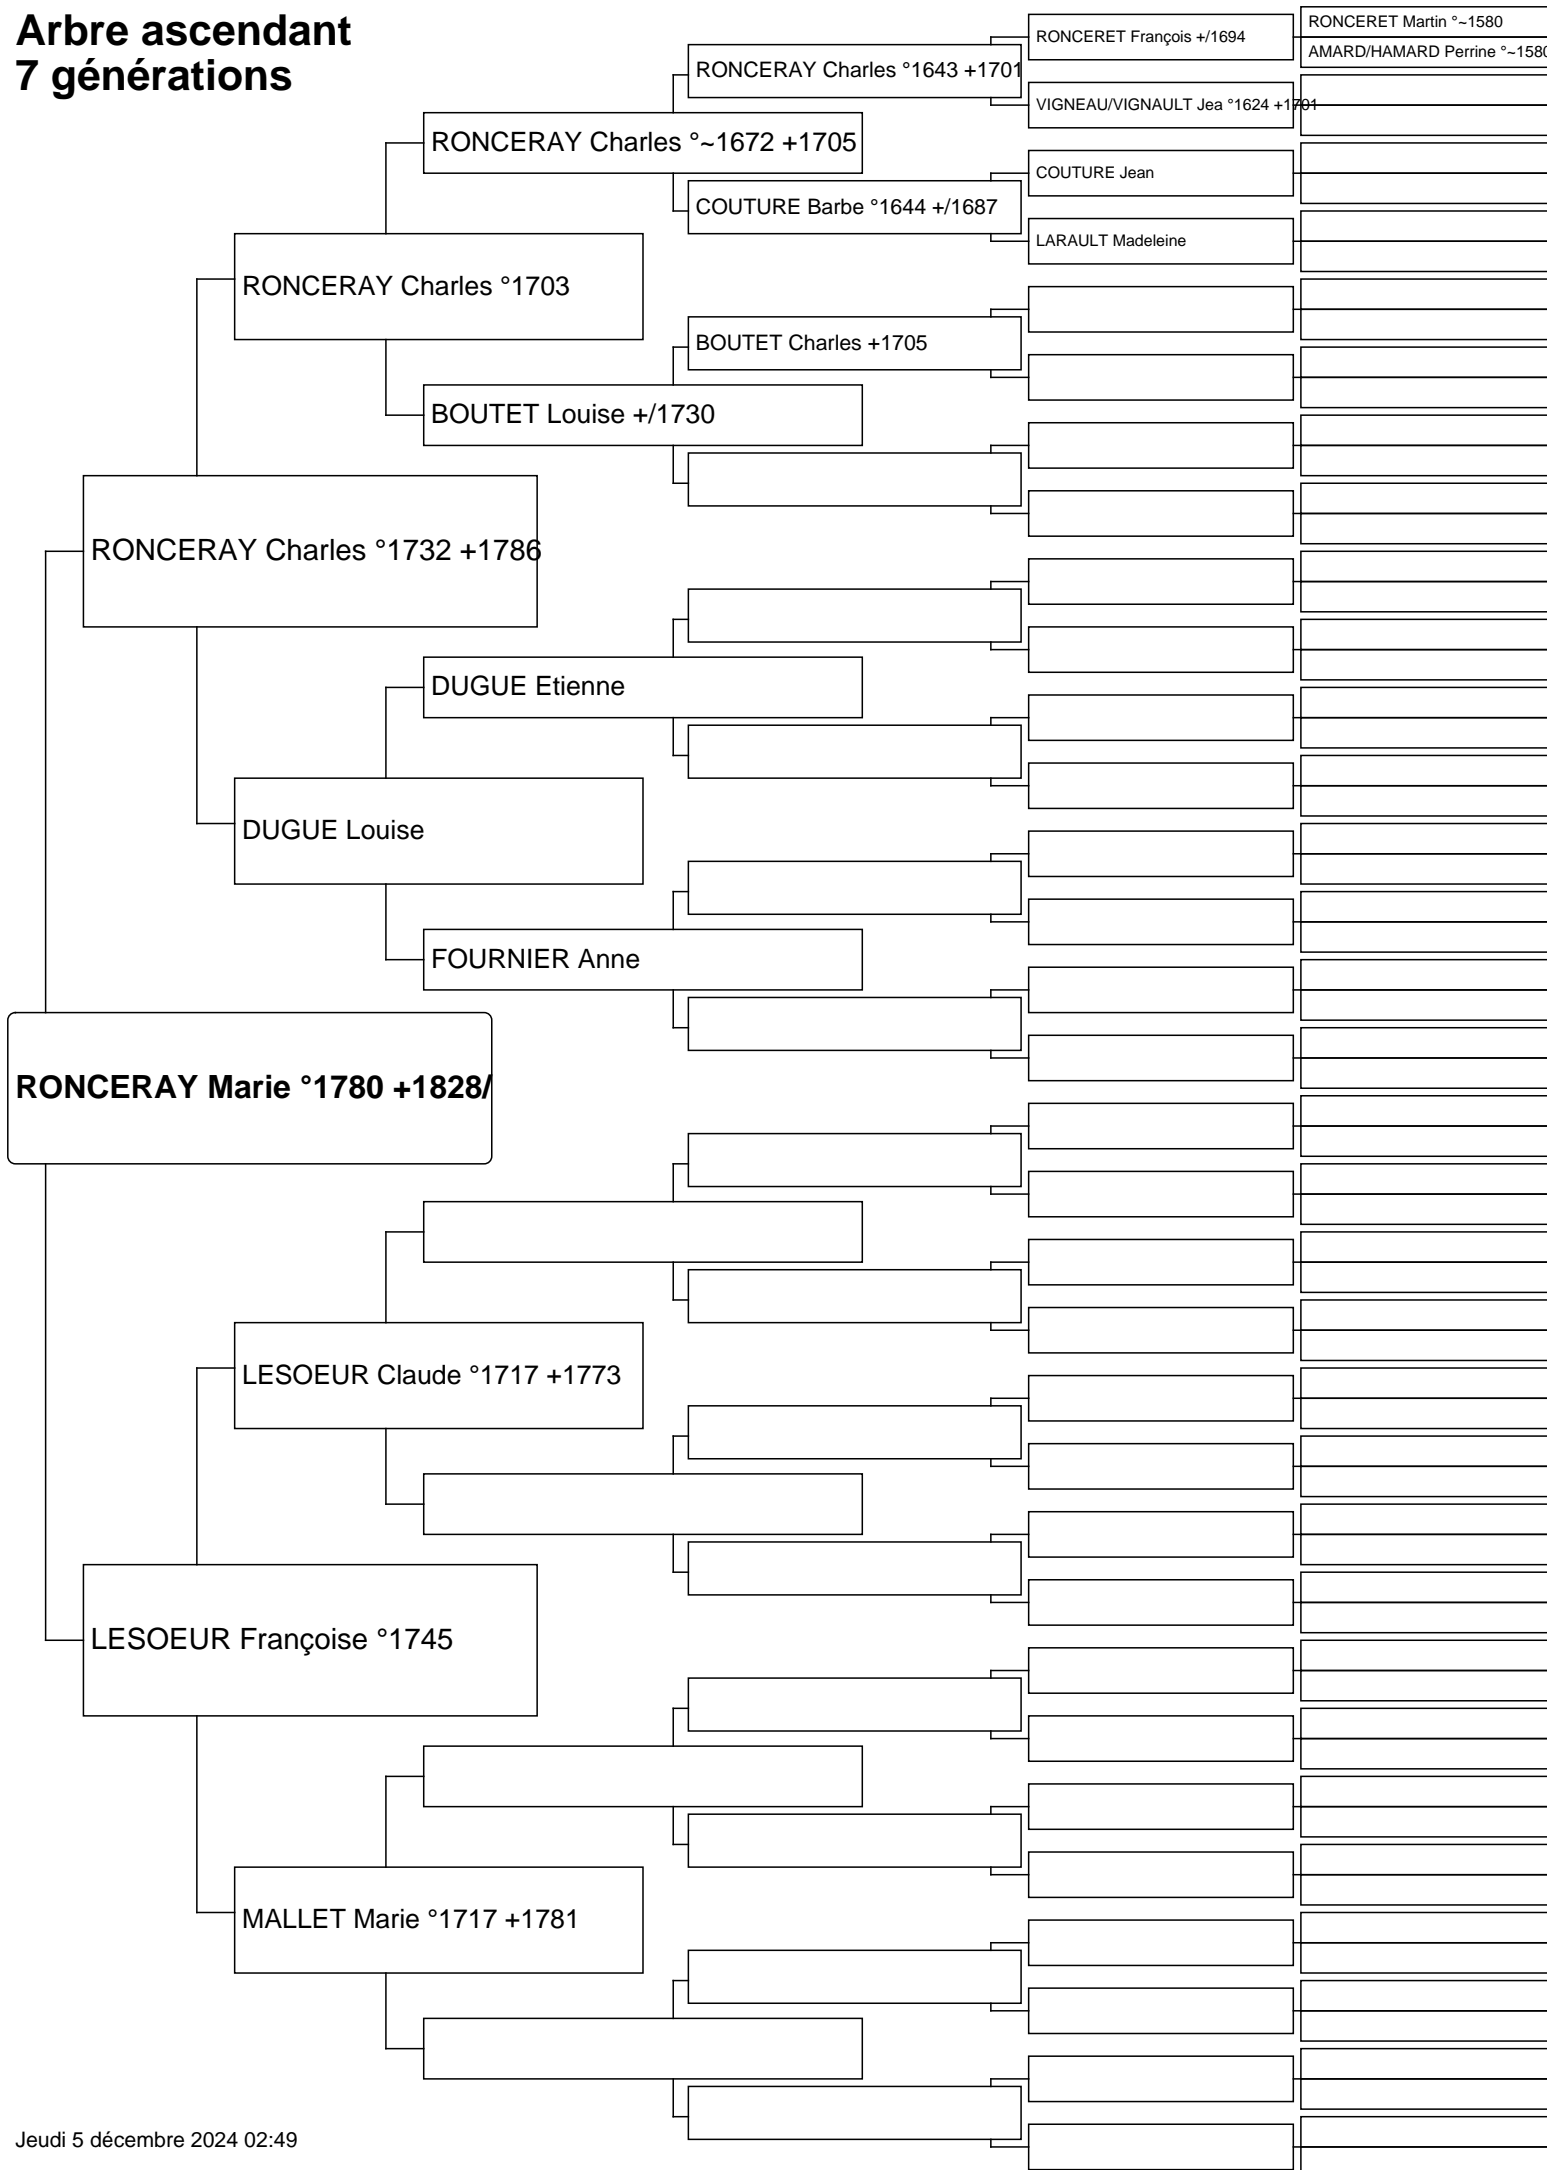 Arbre ascendant
7 générations
RONCERET François +/1694
RONCERET Martin °~1580
AMARD/HAMARD Perrine °~1580
RONCERAY Charles °1643 +1701
VIGNEAU/VIGNAULT Jea °1624 +1701
RONCERAY Charles °~1672 +1705
COUTURE Jean
COUTURE Barbe °1644 +/1687
LARAULT Madeleine
RONCERAY Charles °1703
BOUTET Charles +1705
BOUTET Louise +/1730
RONCERAY Charles °1732 +1786
DUGUE Etienne
DUGUE Louise
FOURNIER Anne
RONCERAY Marie °1780 +1828/
LESOEUR Claude °1717 +1773
LESOEUR Françoise °1745
MALLET Marie °1717 +1781
Jeudi 5 décembre 2024 02:49